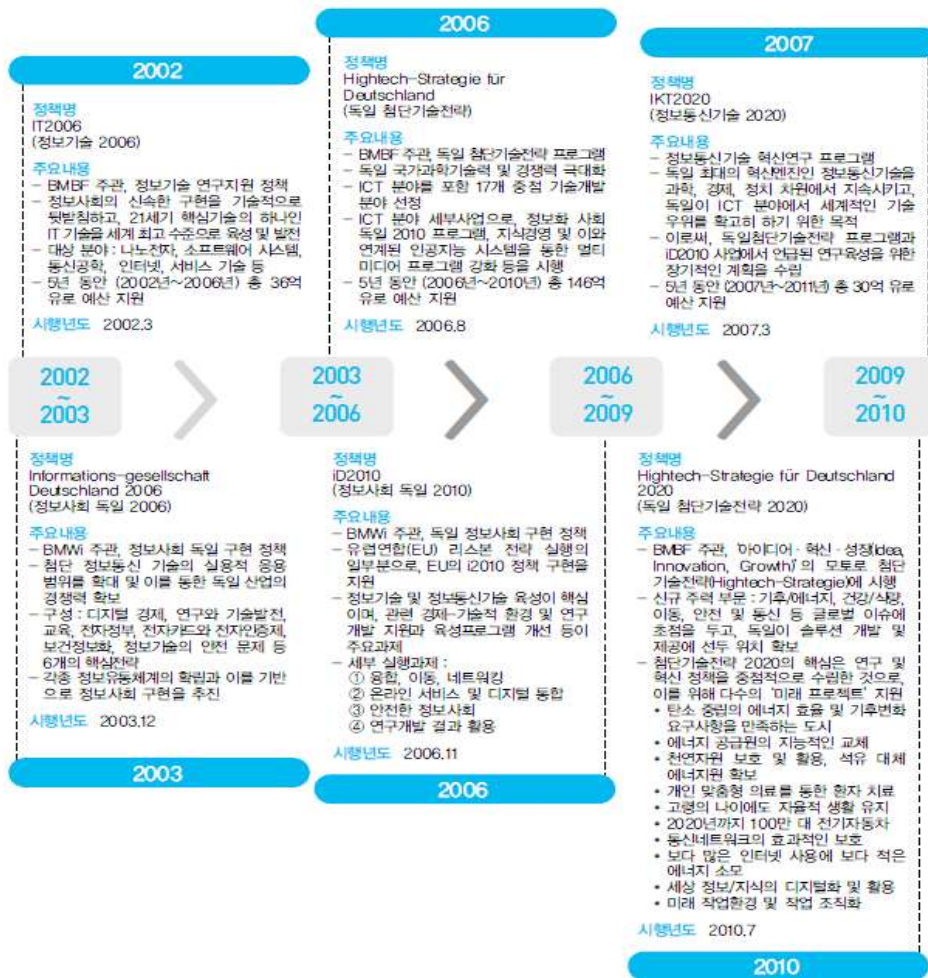 2002
정책명
IT2006
(정보기술 2006)
주요내용
– BMBF 주관, 정보기술 연구지원 정책
– 정보사회의 신속한 구현을 기술적으로
뒷받침하고, 21세기 핵심기술의 하나인
IT 기술을 세계 최고 수준으로 육성 및 발전
– 대상 분야 : 나노전자, 소프트웨어 시스템,
통신공학, 인터넷, 서비스 기술 등
– 5년 동안 (2002년~2006년) 총 36억
유로 예산 지원
시행년도 2002.3
2006
정책명
Hightech-Strategie für
Deutschland
(독일 첨단기술전략)
주요내용
– BMBF 주관, 독일 첨단기술전략 프로그램
– 독일 국가과학기술력 및 경쟁력 극대화
– ICT 분야를 포함 17개 중점 기술개발
분야 선정
– ICT 분야 세부사업으로, 정보화 사회
독일 2010 프로그램, 지식경영 및 이와
연계된 인공지능 시스템을 통한 멀티
미디어 프로그램 강화 등을 시행
– 5년 동안 (2006년~2010년) 총 146억
유로 예산 지원
시행년도 2006.8
2007
정책명
IKT2020
(정보통신기술 2020)
주요내용
– 정보통신기술 혁신연구 프로그램
– 독일 최대의 혁신엔진인 정보통신기술을
과학, 경제, 정치 차원에서 지속시키고,
독일이 ICT 분야에서 세계적인 기술
우위를 확고히 하기 위한 목적
– 이로써, 독일첨단기술전략 프로그램과
iD2010 사업에서 언급된 연구육성을 위한
장기적인 계획을 수립
– 5년 동안 (2007년~2011년) 총 30억 유로
예산 지원
시행년도 2007.3
2002
~
2003
2003
~
2006
2006
~
2009
2009
~
2010
정책명
Informations-gesellschaft
Deutschland 2006
(정보사회 독일 2006)
주요내용
– BMWi 주관, 정보사회 독일 구현 정책
– 첨단 정보통신 기술의 실용적 응용
범위를 확대 및 이를 통한 독일 산업의
경쟁력 확보
– 구성 : 디지털 경제, 연구와 기술발전,
교육, 전자정부, 전자카드와 전자인증제,
보건정보화, 정보기술의 안전 문제 등
6개의 핵심전략
– 각종 정보유통체계의 확립과 이를 기반
으로 정보사회 구현을 추진
시행년도 2003.12
2003
정책명
iD2010
(정보사회 독일 2010)
주요내용
– BMWi 주관, 독일 정보사회 구현 정책
– 유럽연합(EU) 리스본 전략 실행의
일부분으로, EU의 i2010 정책 구현을
지원
– 정보기술 및 정보통신기술 육성이 핵심
이며, 관련 경제-기술적 환경 및 연구
개발 지원과 육성프로그램 개선 등이
주요과제
– 세부 실행과제 :
① 융합, 이동, 네트워킹
② 온라인 서비스 및 디지털 통합
③ 안전한 정보사회
④ 연구개발 결과 활용
시행년도 2006.11
2006
정책명
Hightech-Strategie für Deutschland
2020
(독일 첨단기술전략 2020)
주요내용
– BMBF 주관, '아이디어 · 혁신 · 성장(Idea,
Innovation, Growth)'의 모토로 첨단
기술전략(Hightech-Strategie)에 시행
– 신규 주력 부문 : 기후/에너지, 건강/식량,
이동, 안전 및 통신 등 글로벌 이슈에
초점을 두고, 독일이 솔루션 개발 및
제공에 선두 위치 확보
– 첨단기술전략 2020의 핵심은 연구 및
혁신 정책을 중점적으로 수립한 것으로,
이를 위해 다수의 '미래 프로젝트' 지원
• 탄소 중립의 에너지 효율 및 기후변화
요구사항을 만족하는 도시
• 에너지 공급원의 지능적인 교체
• 천연자원 보호 및 활용, 석유 대체
에너지원 확보
• 개인 맞춤형 의료를 통한 환자 치료
• 고령의 나이에도 자율적 생활 유지
• 2020년까지 100만 대 전기자동차
• 통신네트워크의 효과적인 보호
• 보다 많은 인터넷 사용에 보다 적은
에너지 소모
• 세상 정보/지식의 디지털화 및 활용
• 미래 작업환경 및 작업 조직화
시행년도 2010.7
2010